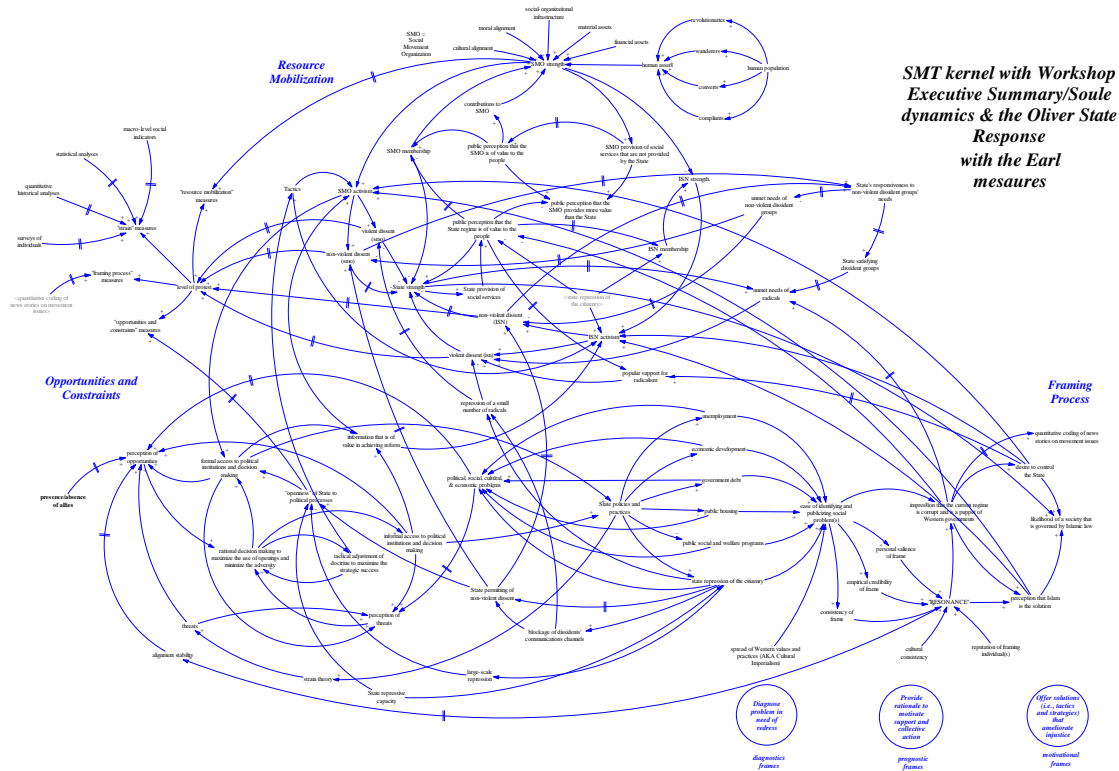 SMT kernel with Workshop
Executive Summary/Soule
dynamics & the Oliver State
Response
with the Earl
mesaures
social-organizational
infrastructure
moral alignment
material assets
cultural alignment
financial assets
SMO =
Social
Movement
Organization
SMO strength
human assets
revolutionaries
wanderers
human population
converts
compliants
Resource
Mobilization
contributions to
SMO
macro-level social
indicators
statistical analyses
quantitative
historical analyses
surveys of
individuals
"strain" measures
"resource mobilization"
measures
SMO membership
public perception that the
SMO is of value to the
people
SMO provision of social
services that are not provided
by the State
Tactics
SMO activism
ISN strength
State's responsiveness to
non-violent dissident groups'
needs
unmet needs of
non-violent dissident
groups
public perception that the
SMO provides more value
than the State
violent dissent
(smo)
public perception that the
State regime is of value to the
people
non-violent dissent
(smo)
ISN membership
State satisfying
dissident groups
"framing process"
measures
<quantitative coding of
news stories on movement
issues>
level of protest
State strength
State provision of
social services
<state repression of
the citizenry>
unmet needs of
radicals
"opportunities and
constraints" measures
non-violent dissent
(ISN)
ISN activism
violent dissent (isn)
popular support for
radicalism
Opportunities and
Constraints
Framing
Process
repression of a small
number of radicals
unemployment
information that is of
value in achieving reform
economic development
quantitative coding of news
stories on movement issues
perception of
opportunities
formal access to political
institutions and decision
making
political, social, cultural,
& economic problems
government debt
desire to control
the State
presence/absence
of allies
"openness" of State to
political processes
State policies and
practices
public housing
ease of identifying and
publicizing social
problem(s)
impression that the current regime
is corrupt and is a puppet of
Western governments
likelihood of a society that
is governed by Islamic law
informal access to political
institutions and decision
making
rational decision making to
maximize the use of openings and
minimize the adversity
tactical adjustment of
doctrine to maximize the
strategic success
public social and welfare programs
personal salience
of frame
state repression of the citizenry
empirical credibility
of frame
State permitting of
non-violent dissent
perception that Islam
is the solution
consistency of
frame
"RESONANCE"
threats
perception of
threats
blockage of dissidents'
communications channels
alignment stability
spread of Western values and
practices (AKA Cultural
Imperialism)
cultural
consistency
reputation of framing
individual(s)
strain theory
large-scale
repression
State repressive
capacity
Diagnose
problem in
need of
redress
Provide
rationale to
motivate
support and
collective
action
Offer solutions
(i.e., tactics
and strategies)
that
ameliorate
injustice
diagnostics
frames
prognostic
frames
motivational
frames